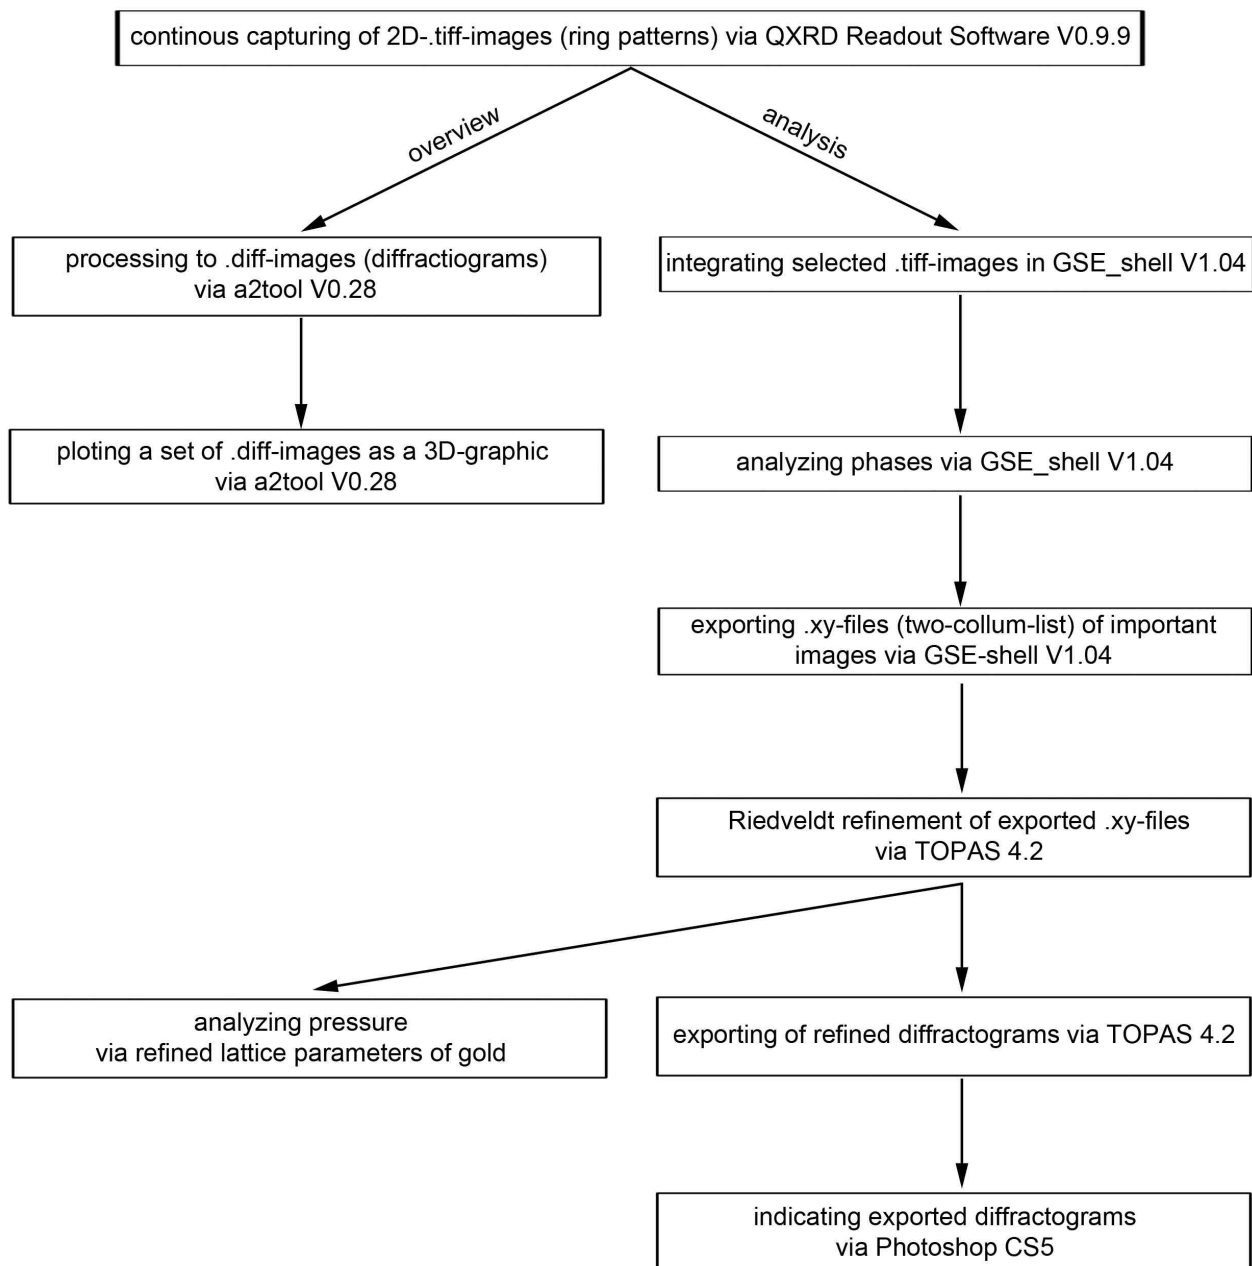 continous capturing of 2D-.tiff-images (ring patterns) via QXRD Readout Software V0.9.9
overview
analysis
processing to .diff-images (diffractiograms)
via a2tool V0.28
integrating selected .tiff-images in GSE_shell V1.04
ploting a set of .diff-images as a 3D-graphic
via a2tool V0.28
analyzing phases via GSE_shell V1.04
exporting .xy-files (two-collum-list) of important
images via GSE-shell V1.04
Riedveldt refinement of exported .xy-files
via TOPAS 4.2
analyzing pressure
via refined lattice parameters of gold
exporting of refined diffractograms via TOPAS 4.2
indicating exported diffractograms
via Photoshop CS5